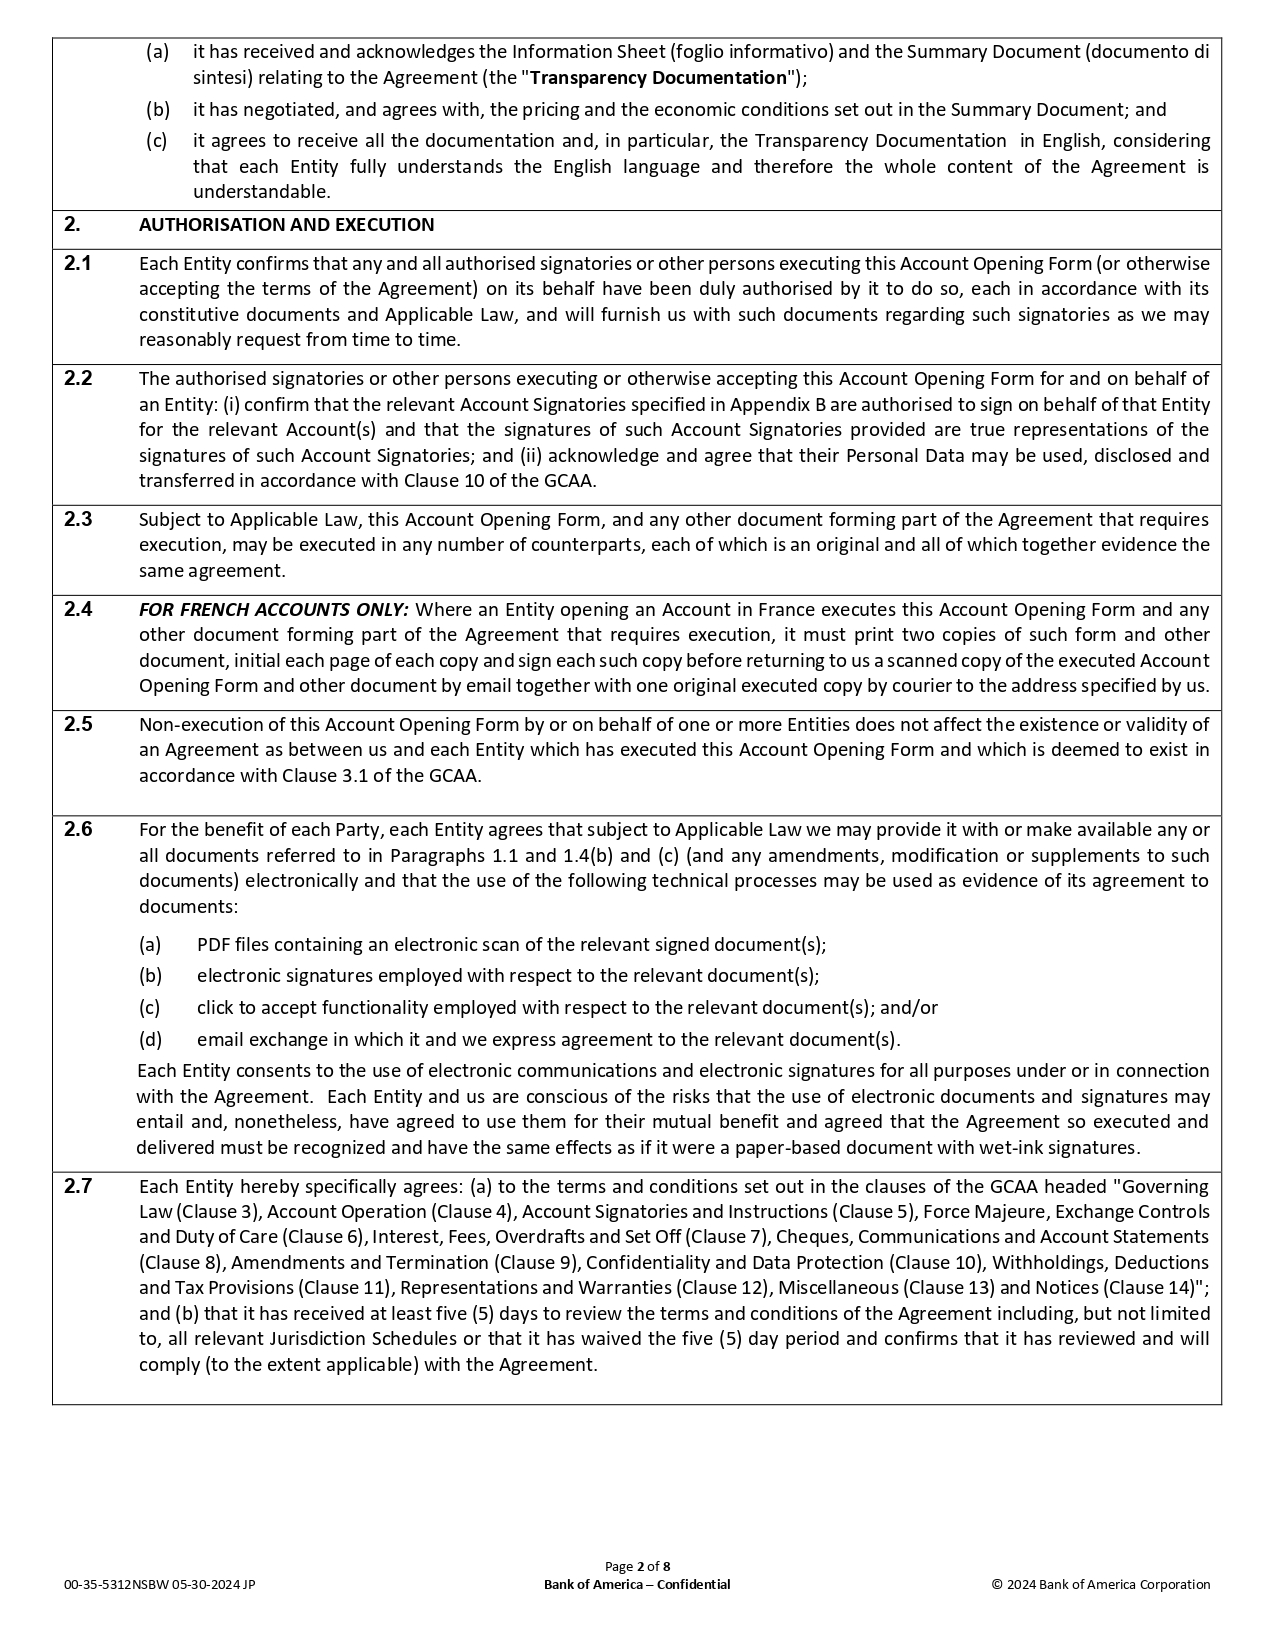 (a) it has received and acknowledges the Information Sheet (foglio informativo) and the Summary Document (documento di
sintesi) relating to the Agreement (the "Transparency Documentation");
(b) it has negotiated, and agrees with, the pricing and the economic conditions set out in the Summary Document; and
(c) it agrees to receive all the documentation and, in particular, the Transparency Documentation in English, considering
that each Entity fully understands the English language and therefore the whole content of the Agreement is
understandable.
2. AUTHORISATION AND EXECUTION
2.1 Each Entity confirms that any and all authorised signatories or other persons executing this Account Opening Form (or otherwise
accepting the terms of the Agreement) on its behalf have been duly authorised by it to do so, each in accordance with its
constitutive documents and Applicable Law, and will furnish us with such documents regarding such signatories as we may
reasonably request from time to time.
2.2 The authorised signatories or other persons executing or otherwise accepting this Account Opening Form for and on behalf of
an Entity: (i) confirm that the relevant Account Signatories specified in Appendix B are authorised to sign on behalf of that Entity
for the relevant Account(s) and that the signatures of such Account Signatories provided are true representations of the
signatures of such Account Signatories; and (ii) acknowledge and agree that their Personal Data may be used, disclosed and
transferred in accordance with Clause 10 of the GCAA.
2.3 Subject to Applicable Law, this Account Opening Form, and any other document forming part of the Agreement that requires
execution, may be executed in any number of counterparts, each of which is an original and all of which together evidence the
same agreement.
2.4 FOR FRENCH ACCOUNTS ONLY: Where an Entity opening an Account in France executes this Account Opening Form and any
other document forming part of the Agreement that requires execution, it must print two copies of such form and other
document, initial each page of each copy and sign each such copy before returning to us a scanned copy of the executed Account
Opening Form and other document by email together with one original executed copy by courier to the address specified by us.
2.5 Non-execution of this Account Opening Form by or on behalf of one or more Entities does not affect the existence or validity of
an Agreement as between us and each Entity which has executed this Account Opening Form and which is deemed to exist in
accordance with Clause 3.1 of the GCAA.
2.6 For the benefit of each Party, each Entity agrees that subject to Applicable Law we may provide it with or make available any or
all documents referred to in Paragraphs 1.1 and 1.4(b) and (c) (and any amendments, modification or supplements to such
documents) electronically and that the use of the following technical processes may be used as evidence of its agreement to
documents:
(a) PDF files containing an electronic scan of the relevant signed document(s);
(b) electronic signatures employed with respect to the relevant document(s);
(c) click to accept functionality employed with respect to the relevant document(s); and/or
(d) email exchange in which it and we express agreement to the relevant document(s).
Each Entity consents to the use of electronic communications and electronic signatures for all purposes under or in connection
with the Agreement. Each Entity and us are conscious of the risks that the use of electronic documents and signatures may
entail and, nonetheless, have agreed to use them for their mutual benefit and agreed that the Agreement so executed and
delivered must be recognized and have the same effects as if it were a paper-based document with wet-ink signatures.
2.7 Each Entity hereby specifically agrees: (a) to the terms and conditions set out in the clauses of the GCAA headed "Governing
Law (Clause 3), Account Operation (Clause 4), Account Signatories and Instructions (Clause 5), Force Majeure, Exchange Controls
and Duty of Care (Clause 6), Interest, Fees, Overdrafts and Set Off (Clause 7), Cheques, Communications and Account Statements
(Clause 8), Amendments and Termination (Clause 9), Confidentiality and Data Protection (Clause 10), Withholdings, Deductions
and Tax Provisions (Clause 11), Representations and Warranties (Clause 12), Miscellaneous (Clause 13) and Notices (Clause 14)";
and (b) that it has received at least five (5) days to review the terms and conditions of the Agreement including, but not limited
to, all relevant Jurisdiction Schedules or that it has waived the five (5) day period and confirms that it has reviewed and will
comply (to the extent applicable) with the Agreement.
Page 2 of 8
00-35-5312NSBW 05-30-2024 JP Bank of America – Confidential © 2024 Bank of America Corporation